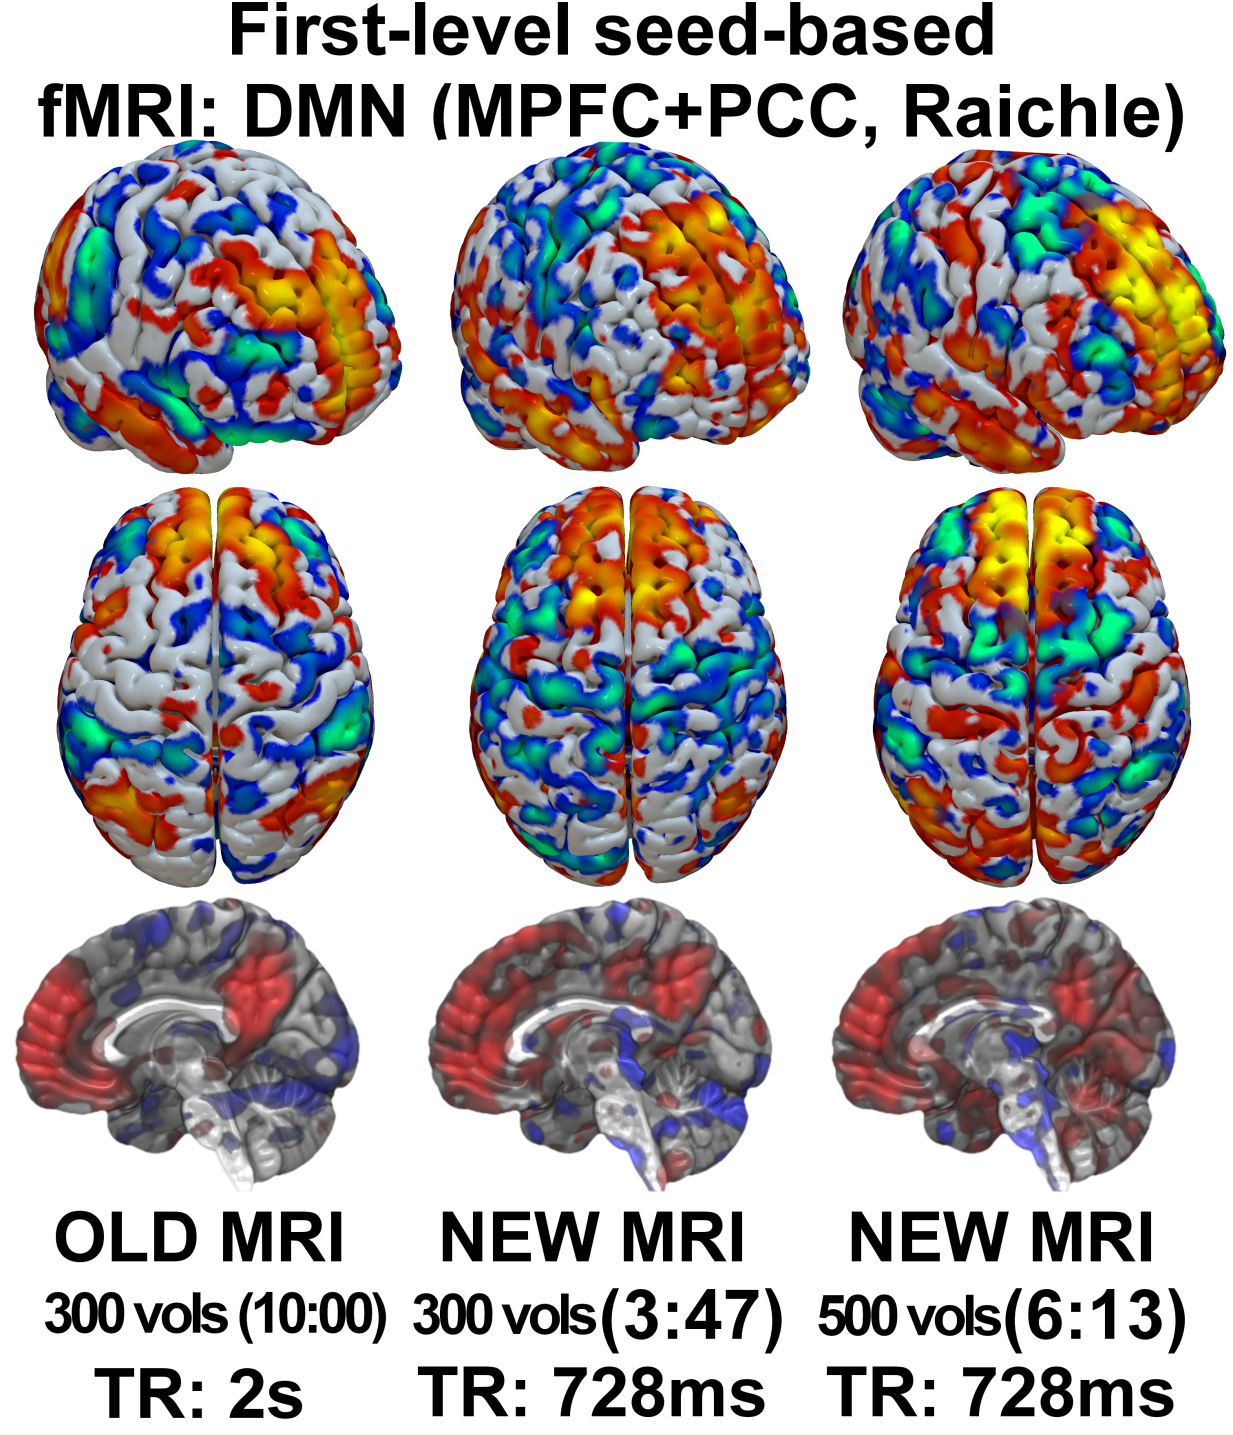 First-level seed-based
fMRI: DMN (MPFC+PCC, Raichle)
OLD MRI
300 vols (10:00)
TR: 2s
NEW MRI
300 vols (3:47)
TR: 728ms
NEW MRI
500 vols (6:13)
TR: 728ms